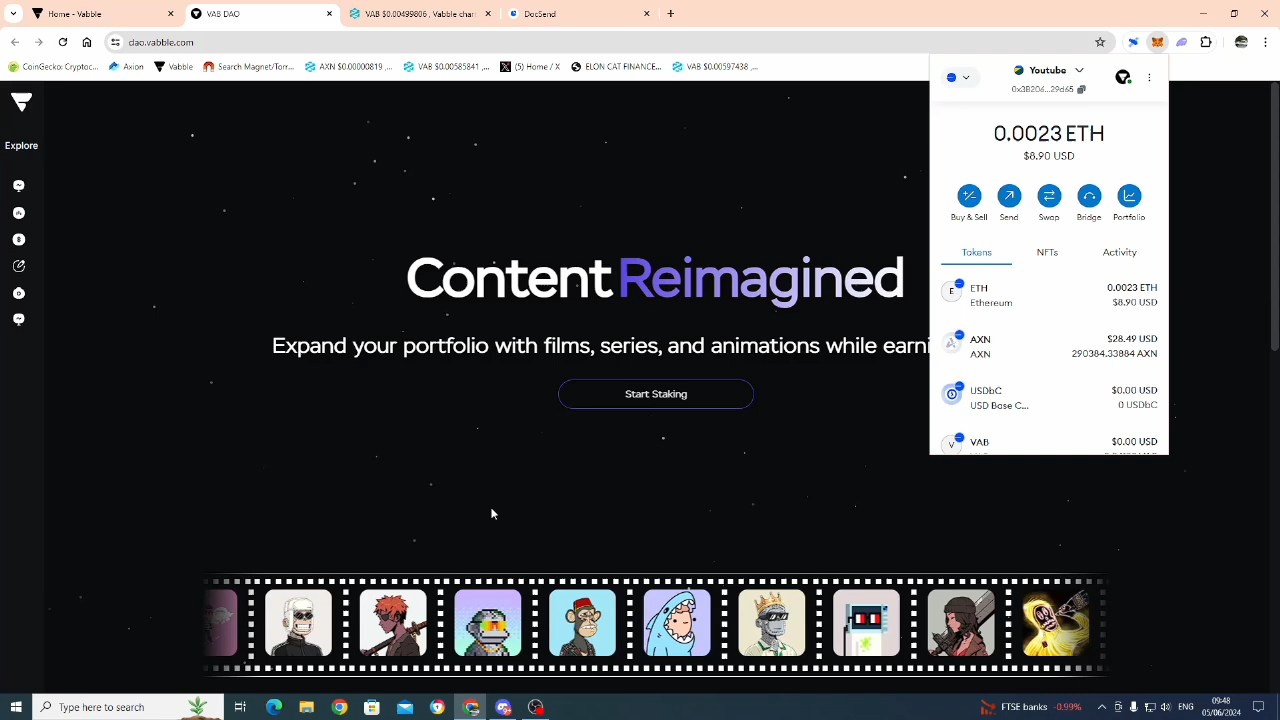 Home - Vabble
VAB DAO
VAB $0.00499806 , Vabble char
DocSend
dao.vabble.com
CoinGecko: Cryptoc...
Axion
Vabble
Search Magnet/Torr...
AXN $0.0000819 ,...
(5) Home / X
ELON CAT FINANCE...
VAB $0.00597438 ,...
Explore
Content Reimagined
Expand your portfolio with films, series, and animations while earni
Start Staking
Youtube
0x3B206...29d65
0.0023 ETH
$8.90 USD
Buy & Sell
Send
Swap
Bridge
Portfolio
Tokens
NFTs
Activity
ETH
0.0023 ETH
Ethereum
$8.90 USD
AXN
$28.49 USD
AXN
290384.33884 AXN
USDbC
$0.00 USD
USD Base C...
0 USDbC
VAB
$0.00 USD
Type here to search
FTSE banks -0.99%
ENG
09:48
05/06/2024